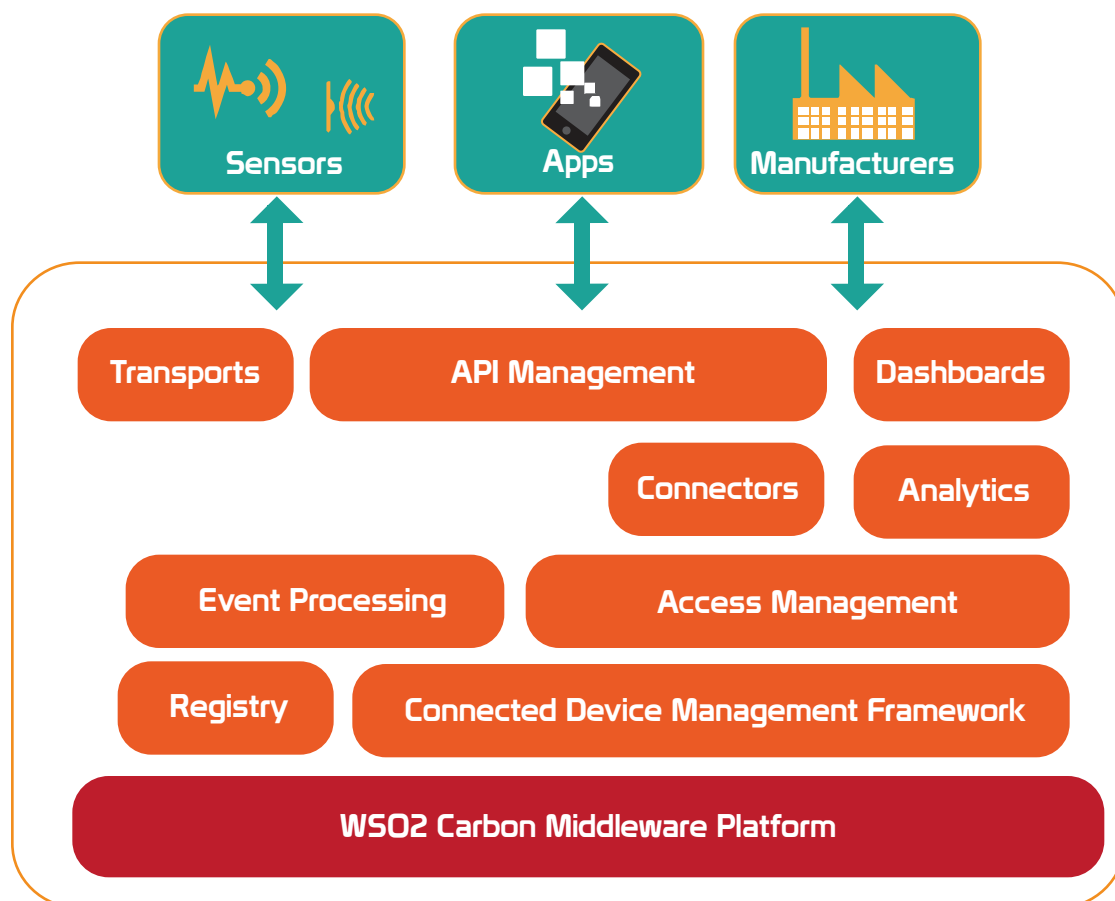 Sensors
Apps
Manufacturers
Transports
API Management
Dashboards
Connectors
Analytics
Event Processing
Access Management
Registry
Connected Device Management Framework
WSO2 Carbon Middleware Platform